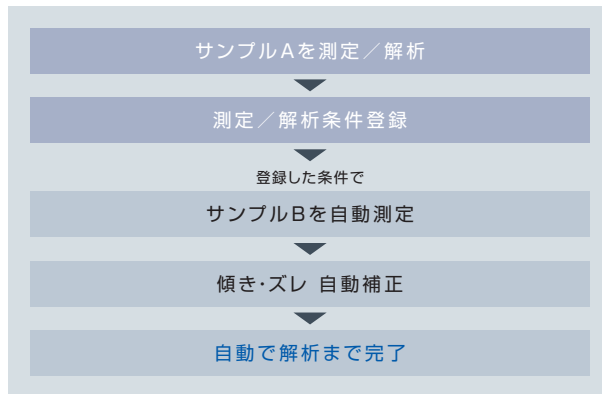 サンプルAを測定／解析
測定／解析条件登録
登録した条件で
サンプルBを自動測定
傾き・ズレ 自動補正
自動で解析まで完了